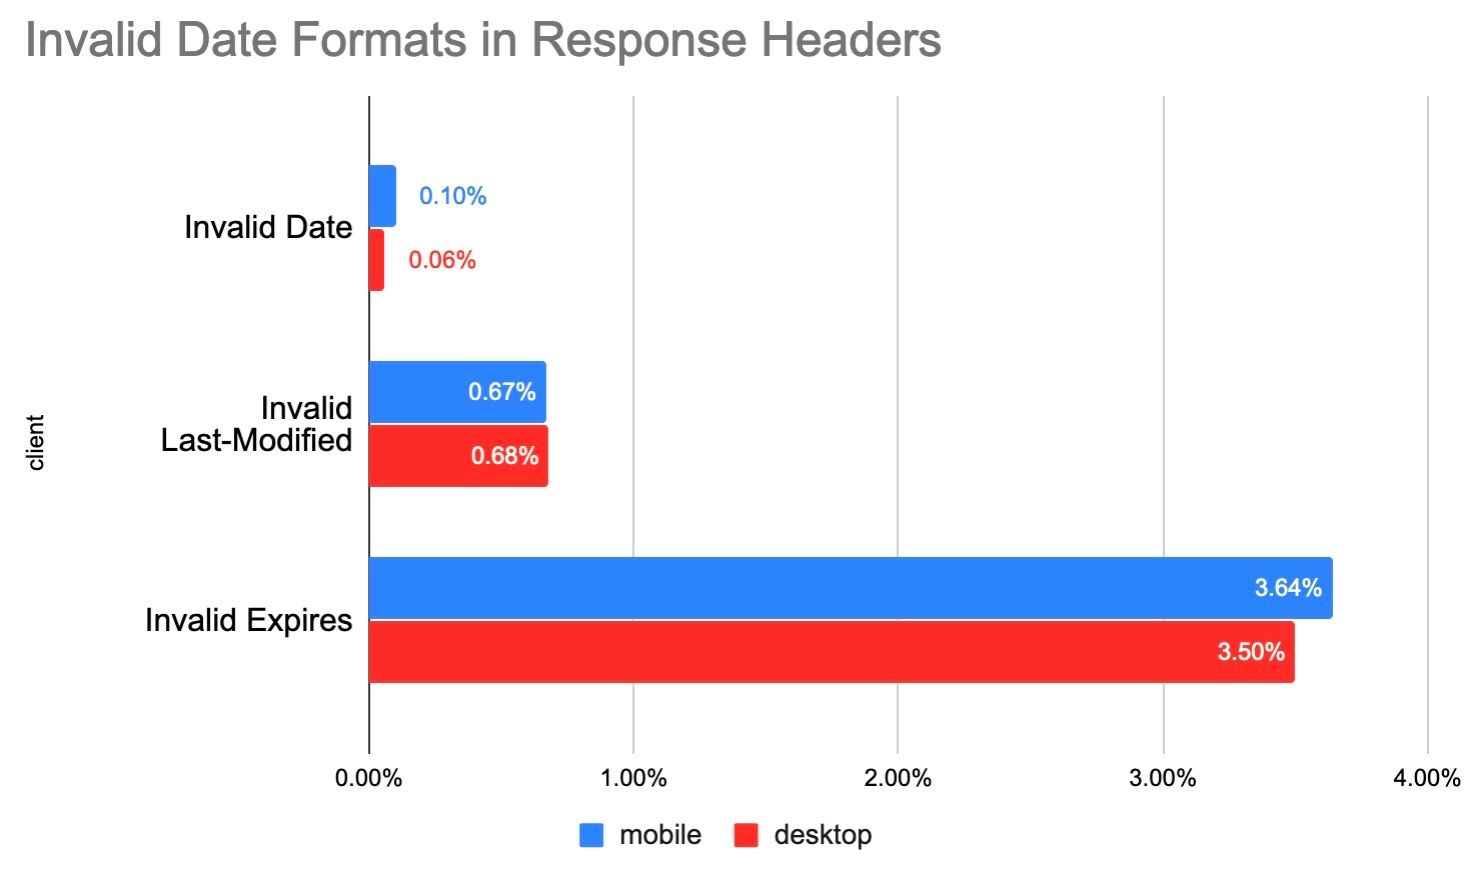 Invalid Date Formats in Response Headers
Invalid Date
0.10%
0.06%
client
Invalid
Last-Modified
0.67%
0.68%
Invalid Expires
3.64%
3.50%
0.00% 1.00% 2.00% 3.00% 4.00%
mobile desktop